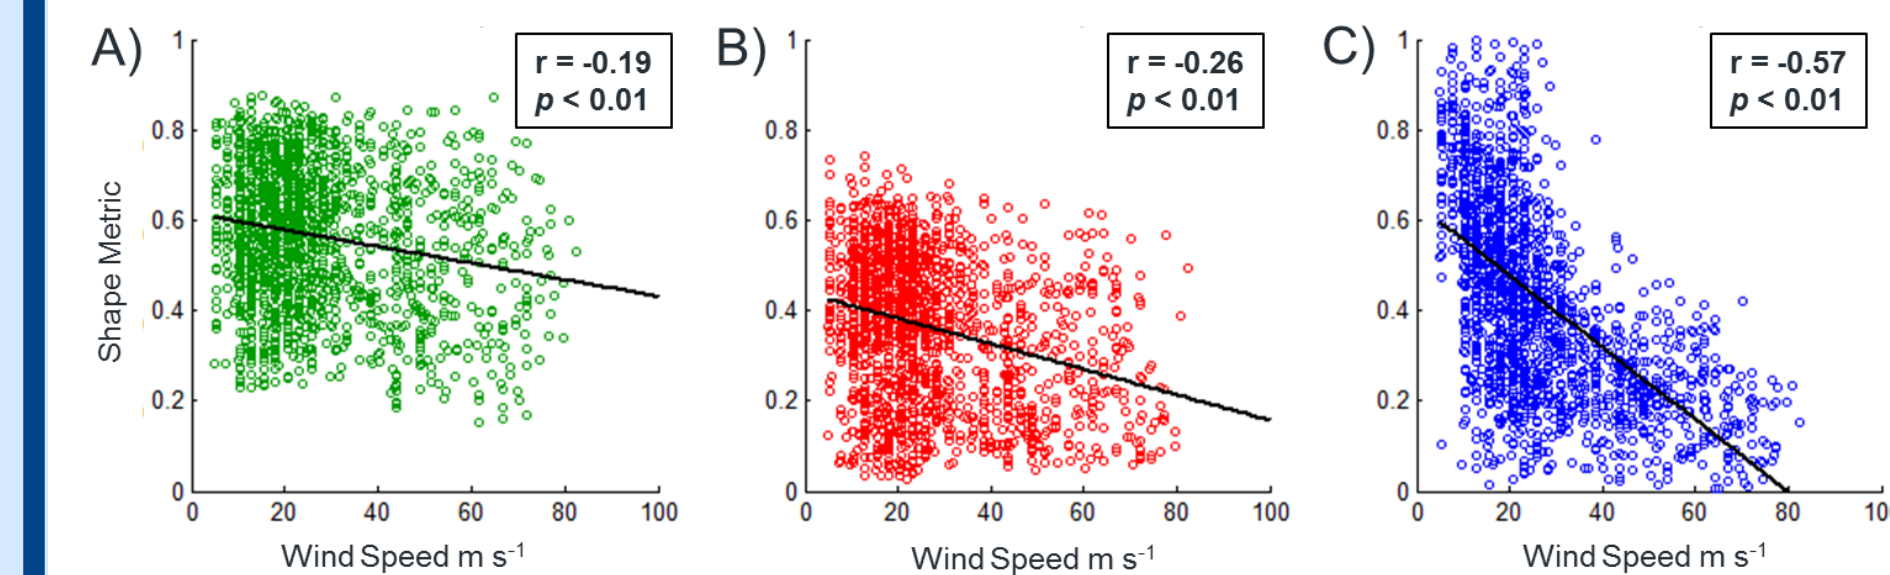 A)
r = -0.19
p < 0.01
1
0.8
0.6
0.4
0.2
0
Shape Metric
0 20 40 60 80 100
Wind Speed m s⁻¹
B)
r = -0.26
p < 0.01
1
0.8
0.6
0.4
0.2
0
0 20 40 60 80 100
Wind Speed m s⁻¹
C)
r = -0.57
p < 0.01
1
0.8
0.6
0.4
0.2
0
0 20 40 60 80 10
Wind Speed m s⁻¹